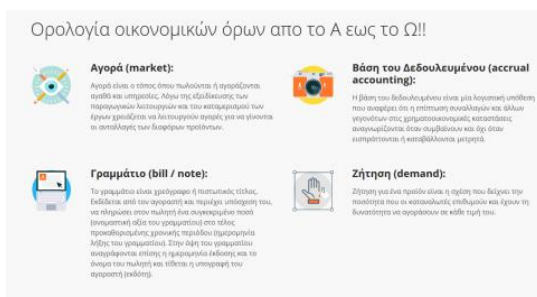 Ορολογία οικονομικών όρων απο το Α εως το Ω!!
Αγορά (market):
Αγορά είναι ο τόπος όπου πωλούνται ή αγοράζονται
αγαθά και υπηρεσίες. Λόγω της εξειδίκευσης των
παραγωγικών λειτουργιών και του καταμερισμού των
έργων χρειάζεται να λειτουργούν αγορές για να γίνονται
οι ανταλλαγές των διαφόρων προϊόντων.
Βάση του Δεδουλευμένου (accrual
accounting):
Η βάση του δεδουλευμένου είναι μία λογιστική υπόθεση
που αναφέρει ότι η επίπτωση συναλλαγών και άλλων
γεγονότων στις χρηματοοικονομικές καταστάσεις
αναγνωρίζονται όταν συμβαίνουν και όχι όταν
εισπράττονται ή καταβάλλονται μετρητά.
Γραμμάτιο (bill / note):
Το γραμμάτιο είναι χρεόγραφο ή πιστωτικός τίτλος.
Εκδίδεται από τον αγοραστή και περιέχει υπόσχεσή του,
να πληρώσει στον πωλητή ένα συγκεκριμένο ποσό
(ονομαστική αξία του γραμματίου) στο τέλος
προκαθορισμένης χρονικής περιόδου (ημερομηνία
λήξης του γραμματίου). Στην όψη του γραμματίου
αναγράφονται επίσης η ημερομηνία έκδοσης και το
όνομα του πωλητή και τίθεται η υπογραφή του
αγοραστή (εκδότη).
Ζήτηση (demand):
Ζήτηση για ένα προϊόν είναι η σχέση που δείχνει την
ποσότητα που οι καταναλωτές επιθυμούν και έχουν τη
δυνατότητα να αγοράσουν σε κάθε τιμή του.